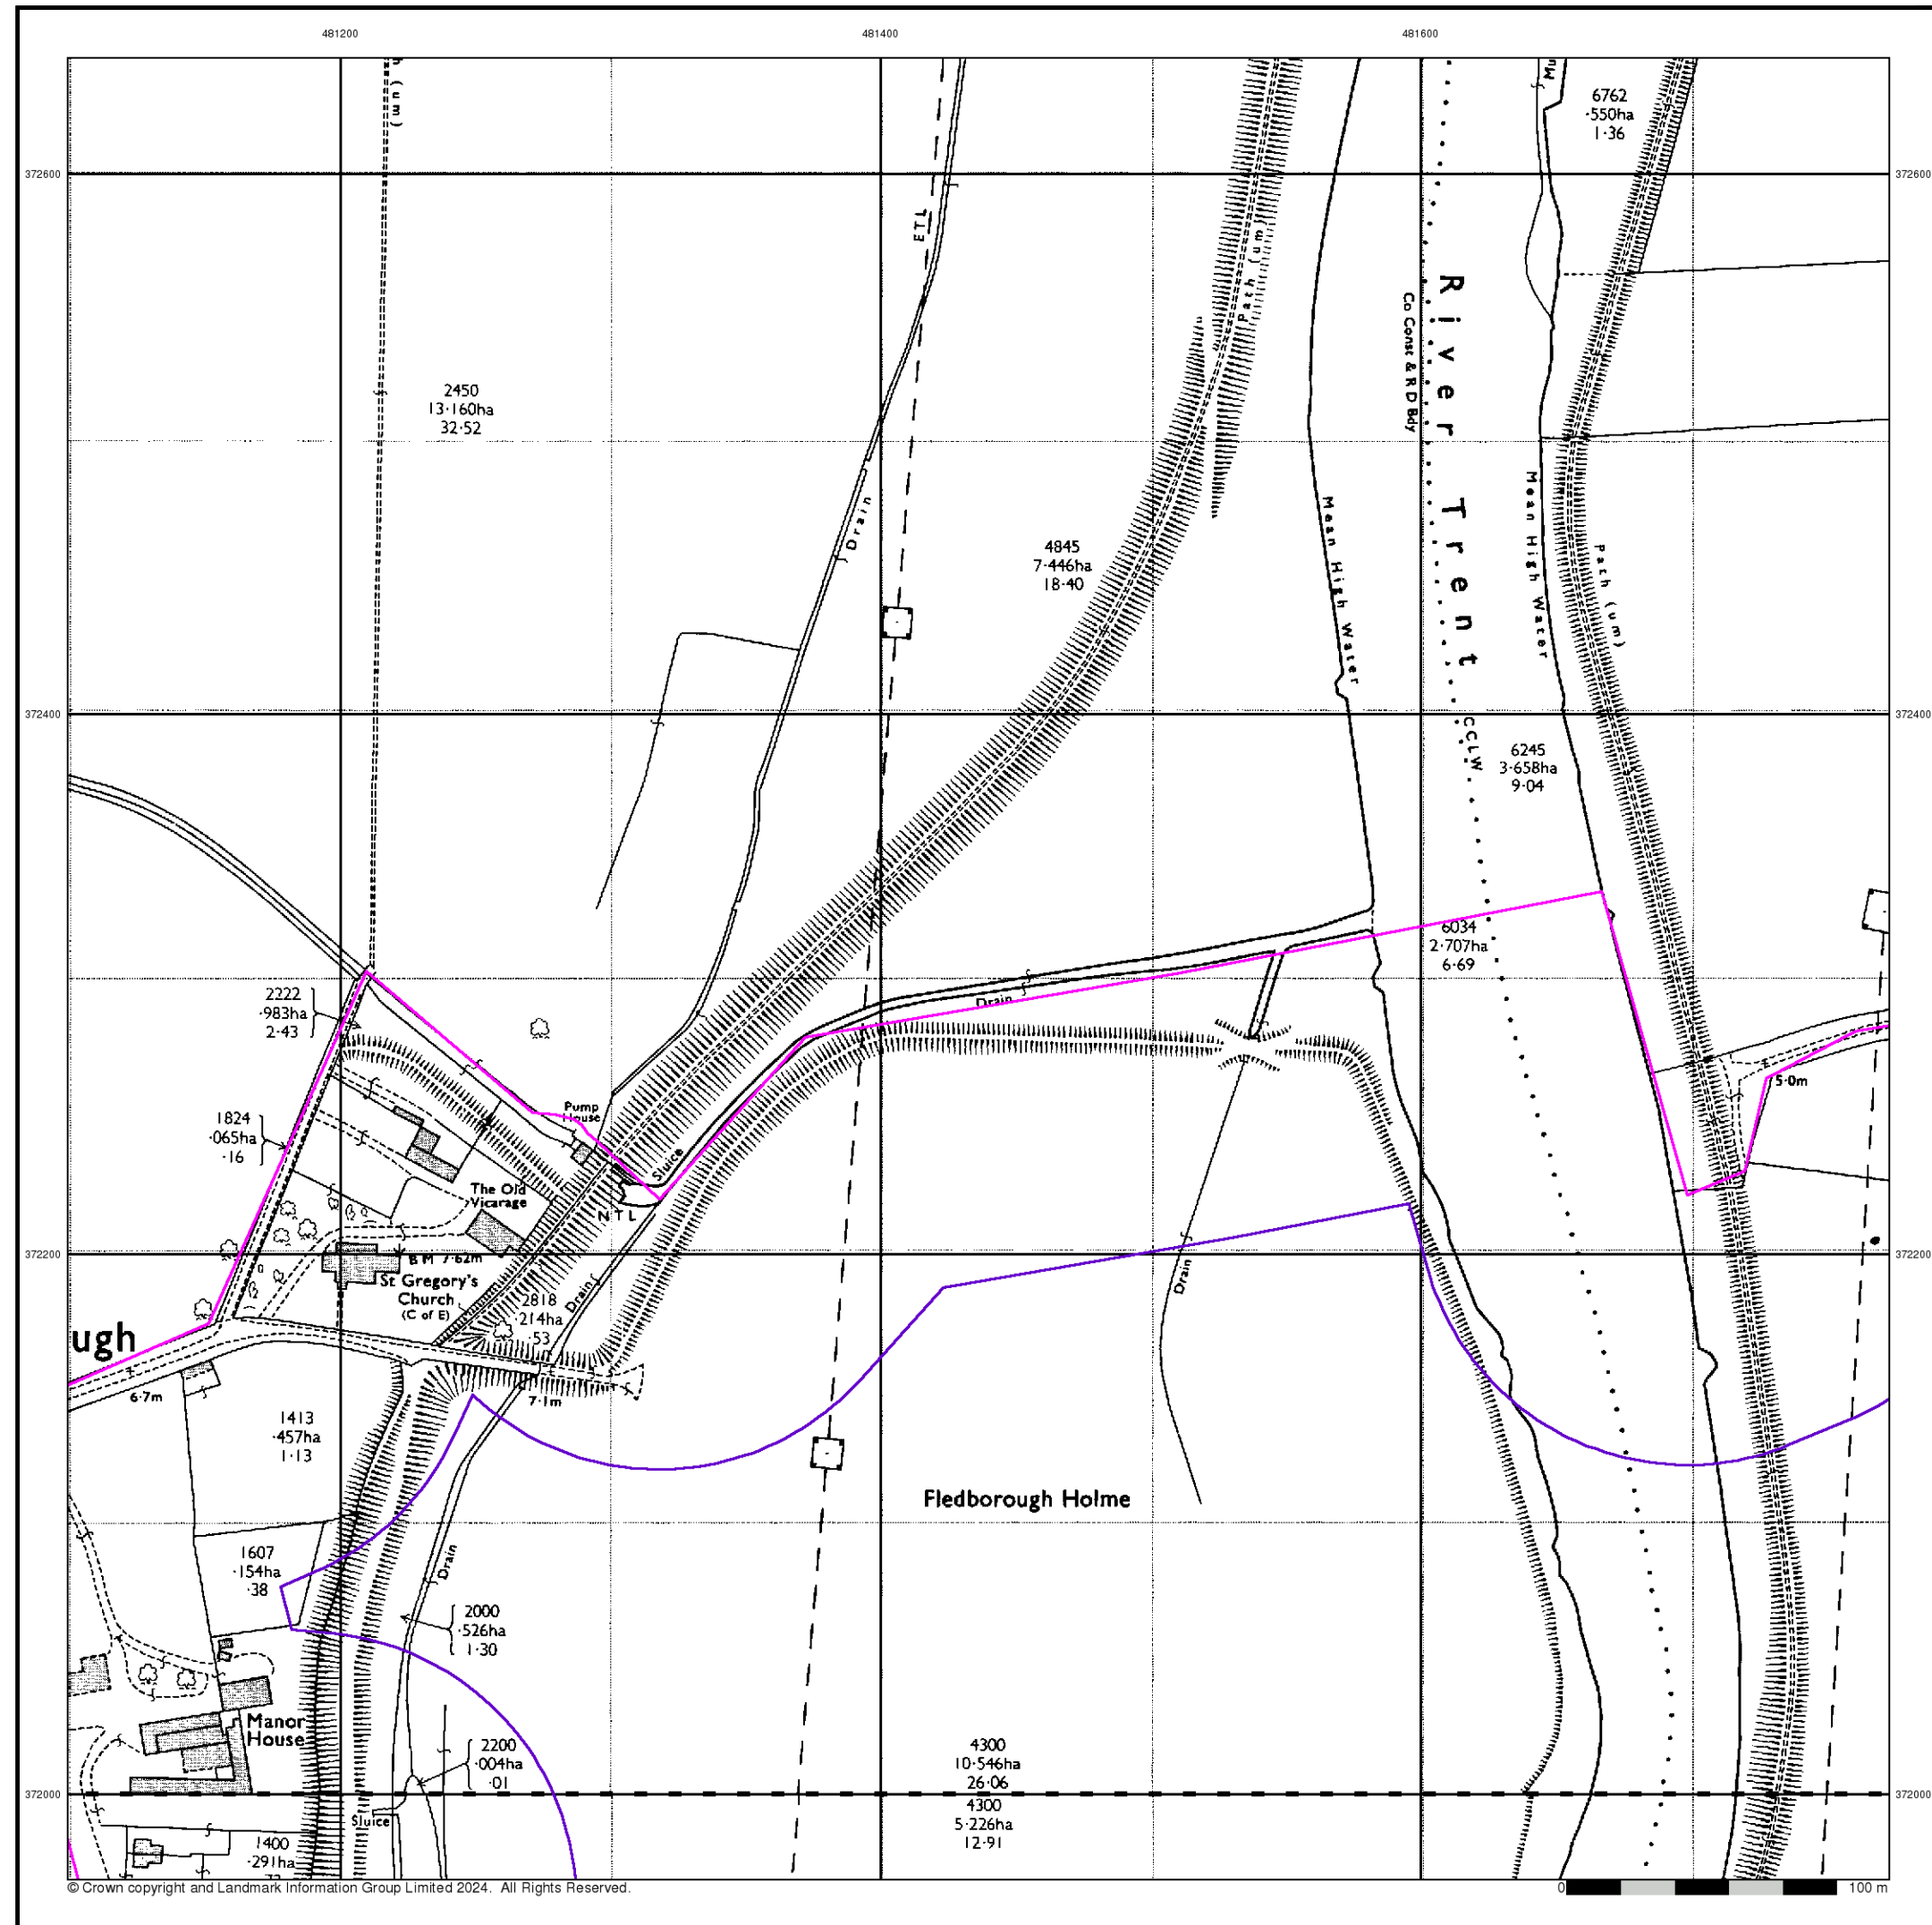 481200
481400
481600
372600
372600
372400
372400
372200
372200
372000
372000
h (um)
Mu
6762
·550ha
1·36
ETL
Path (um)
River Trent
Co Const & R D Bdy
2450
13·160ha
32·52
Drain
4845
7·446ha
18·40
Mean High Water
Mean High Water
Path (um)
CCLW
6245
3·658ha
9·04
6034
2·707ha
6·69
2222
·983ha
2·43
Drain
5·0m
Pump
House
1824
·065ha
·16
Sluice
The Old
Vicarage
NTL
BM 7·62m
St Gregory's
Church
(C of E)
Drain
2818
·214ha
·53
Drain
ugh
6·7m
7·1m
1413
·457ha
1·13
Fledborough Holme
Drain
1607
·154ha
·38
2000
·526ha
1·30
Manor
House
2200
·004ha
·01
4300
10·546ha
26·06
4300
5·226ha
12·91
Sluice
1400
·291ha
© Crown copyright and Landmark Information Group Limited 2024. All Rights Reserved.
0
100 m